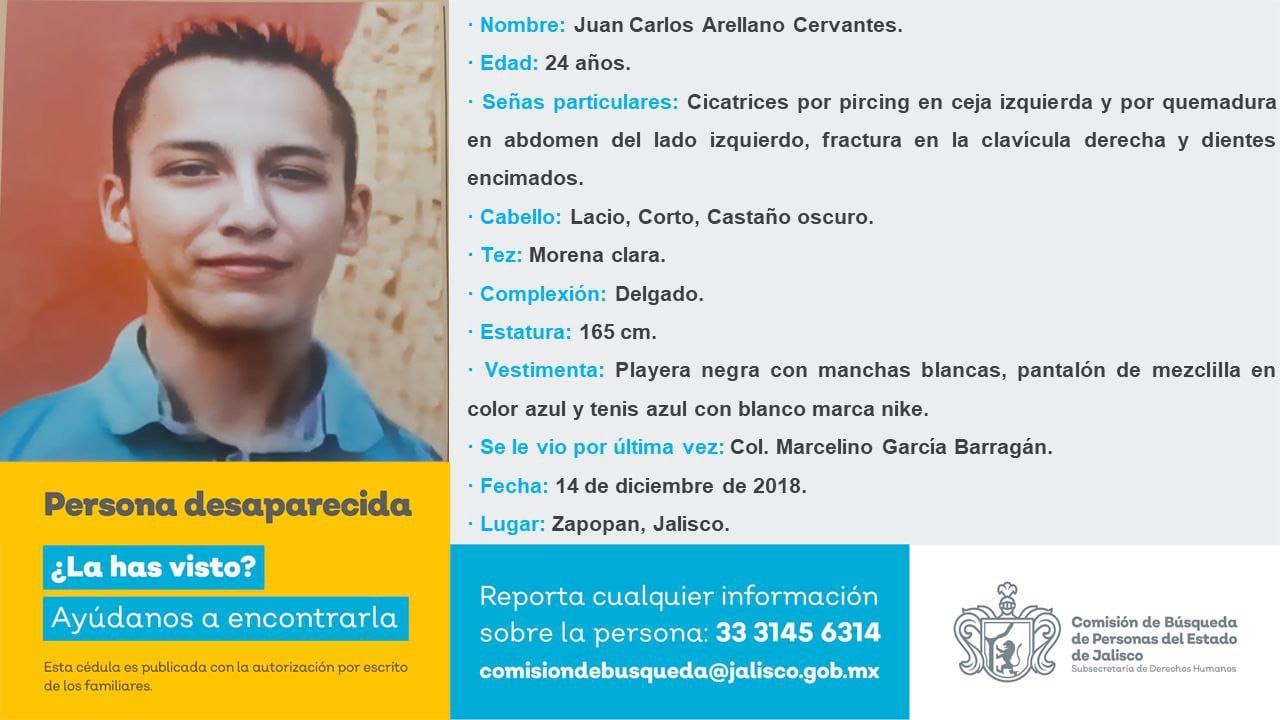 · Nombre: Juan Carlos Arellano Cervantes.
· Edad: 24 años.
· Señas particulares: Cicatrices por pircing en ceja izquierda y por quemadura
en abdomen del lado izquierdo, fractura en la clavícula derecha y dientes
encimados.
· Cabello: Lacio, Corto, Castaño oscuro.
· Tez: Morena clara.
· Complexión: Delgado.
· Estatura: 165 cm.
· Vestimenta: Playera negra con manchas blancas, pantalón de mezclilla en
color azul y tenis azul con blanco marca nike.
· Se le vio por última vez: Col. Marcelino García Barragán.
· Fecha: 14 de diciembre de 2018.
· Lugar: Zapopan, Jalisco.
Persona desaparecida
¿La has visto?
Ayúdanos a encontrarla
Esta cédula es publicada con la autorización por escrito
de los familiares.
Reporta cualquier información
sobre la persona: 33 3145 6314
comisiondebusqueda@jalisco.gob.mx
Comisión de Búsqueda
de Personas del Estado
de Jalisco
Subsecretaría de Derechos Humanos